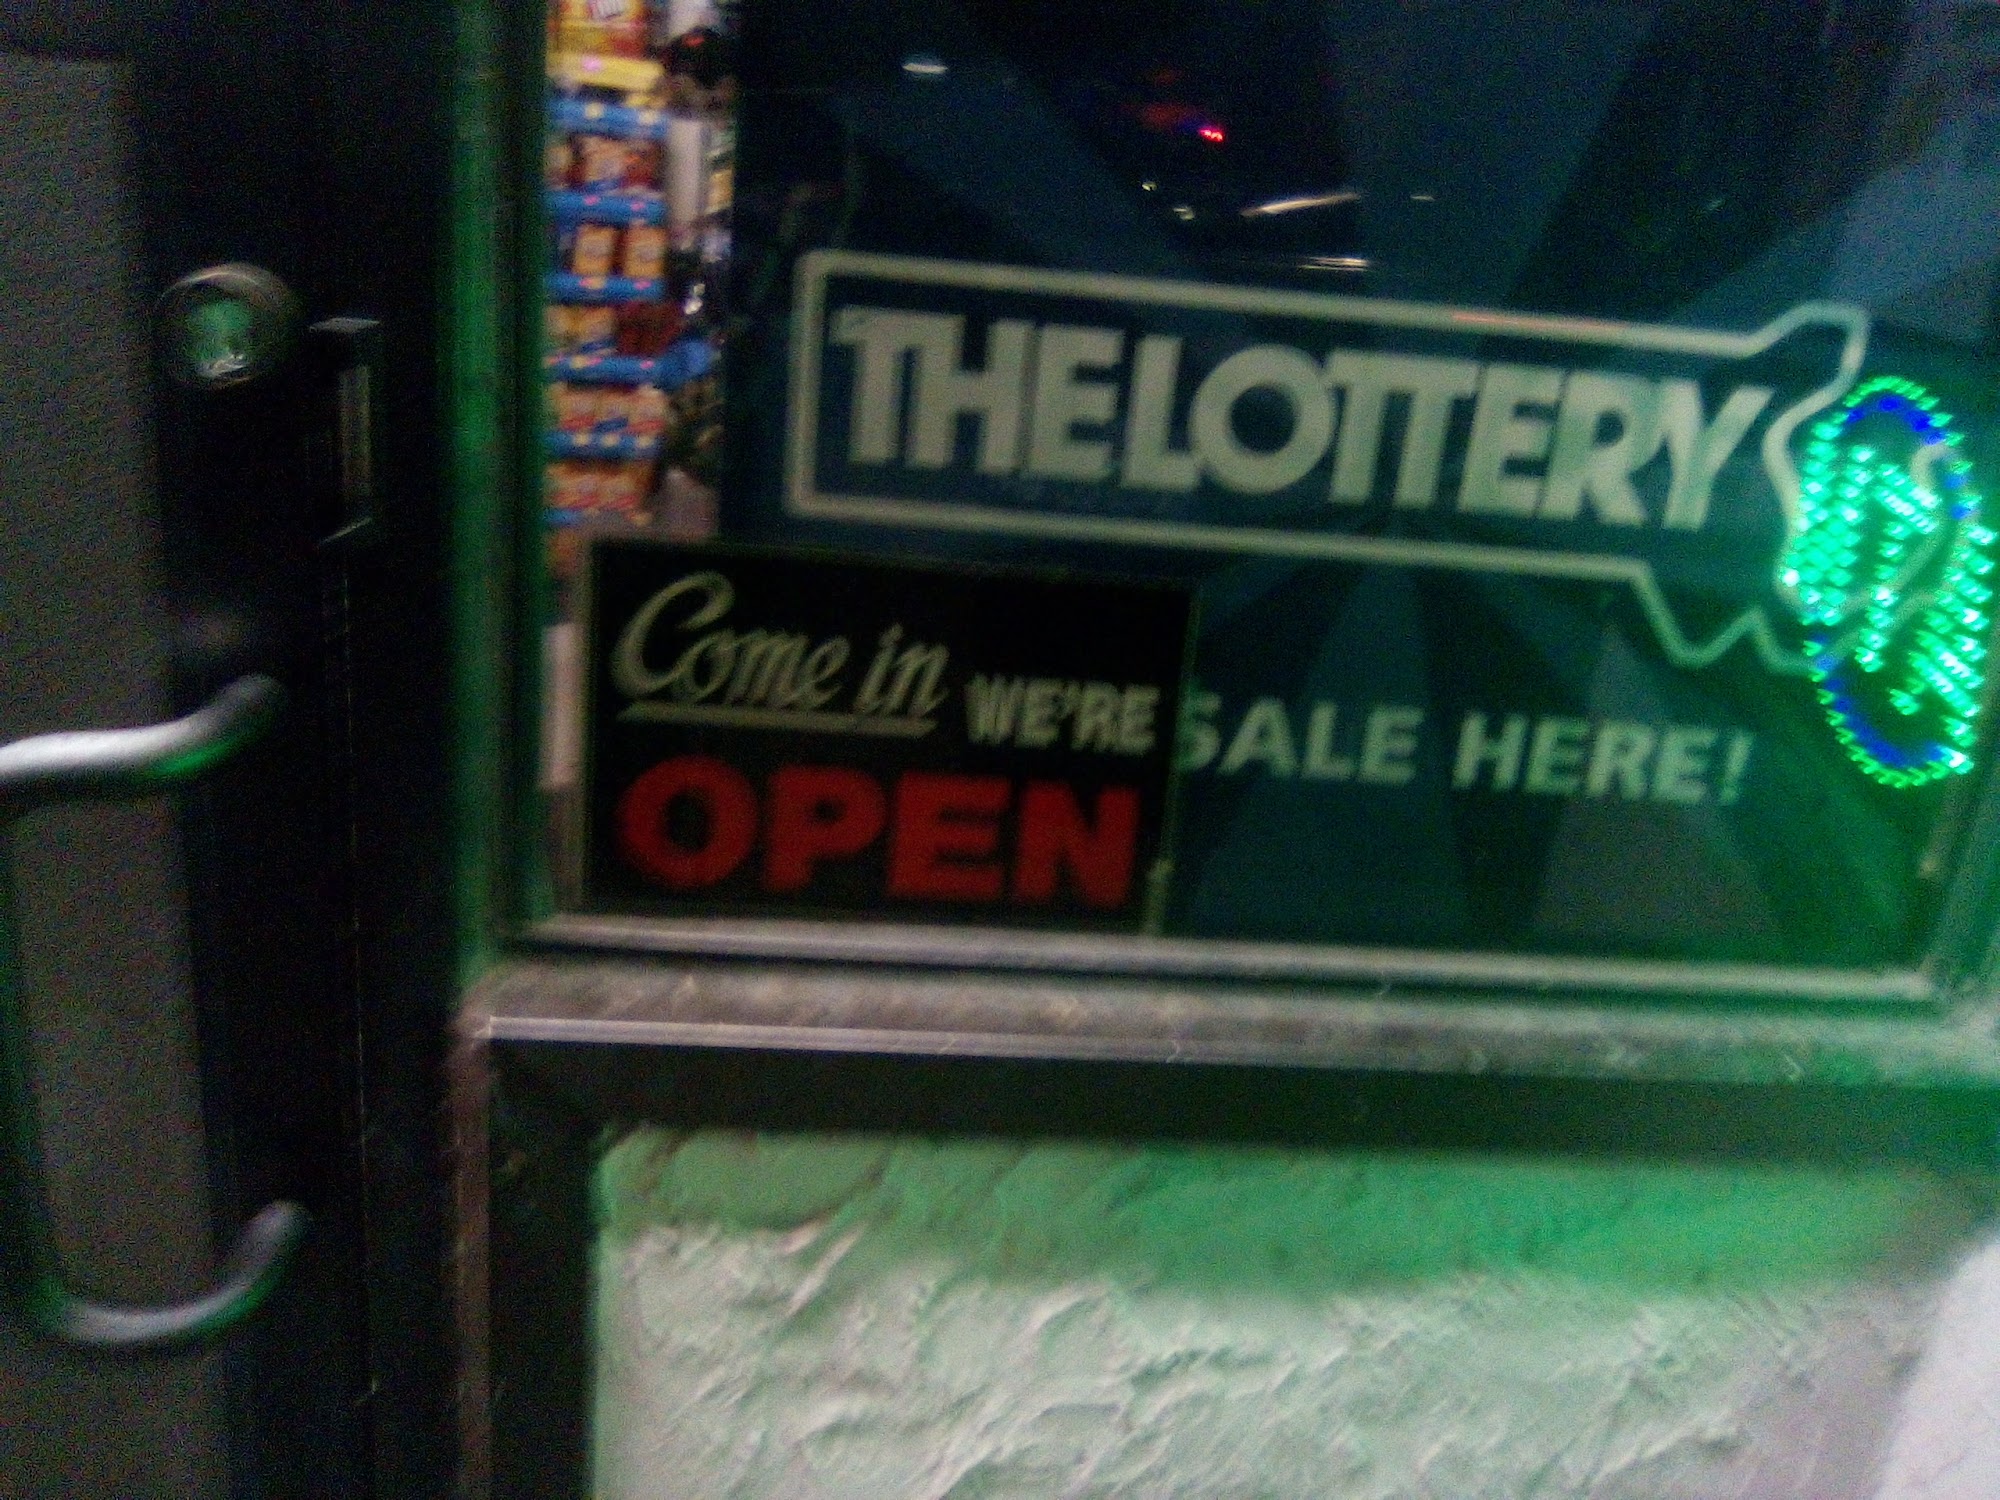 THE LOTTERY
Come in WE'RE
OPEN
SALE HERE!